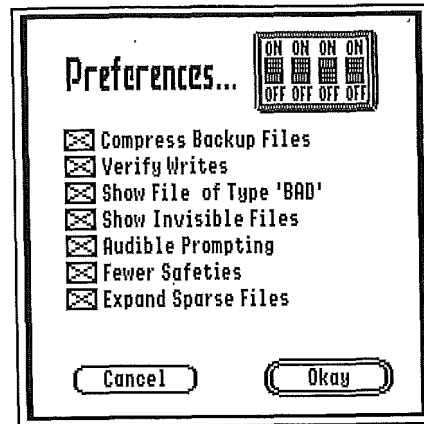 Preferences...
ON ON ON ON
OFF OFF OFF OFF
Compress Backup Files
Verify Writes
Show File of Type 'BAD'
Show Invisible Files
Audible Prompting
Fewer Safeties
Expand Sparse Files
Cancel
Okay